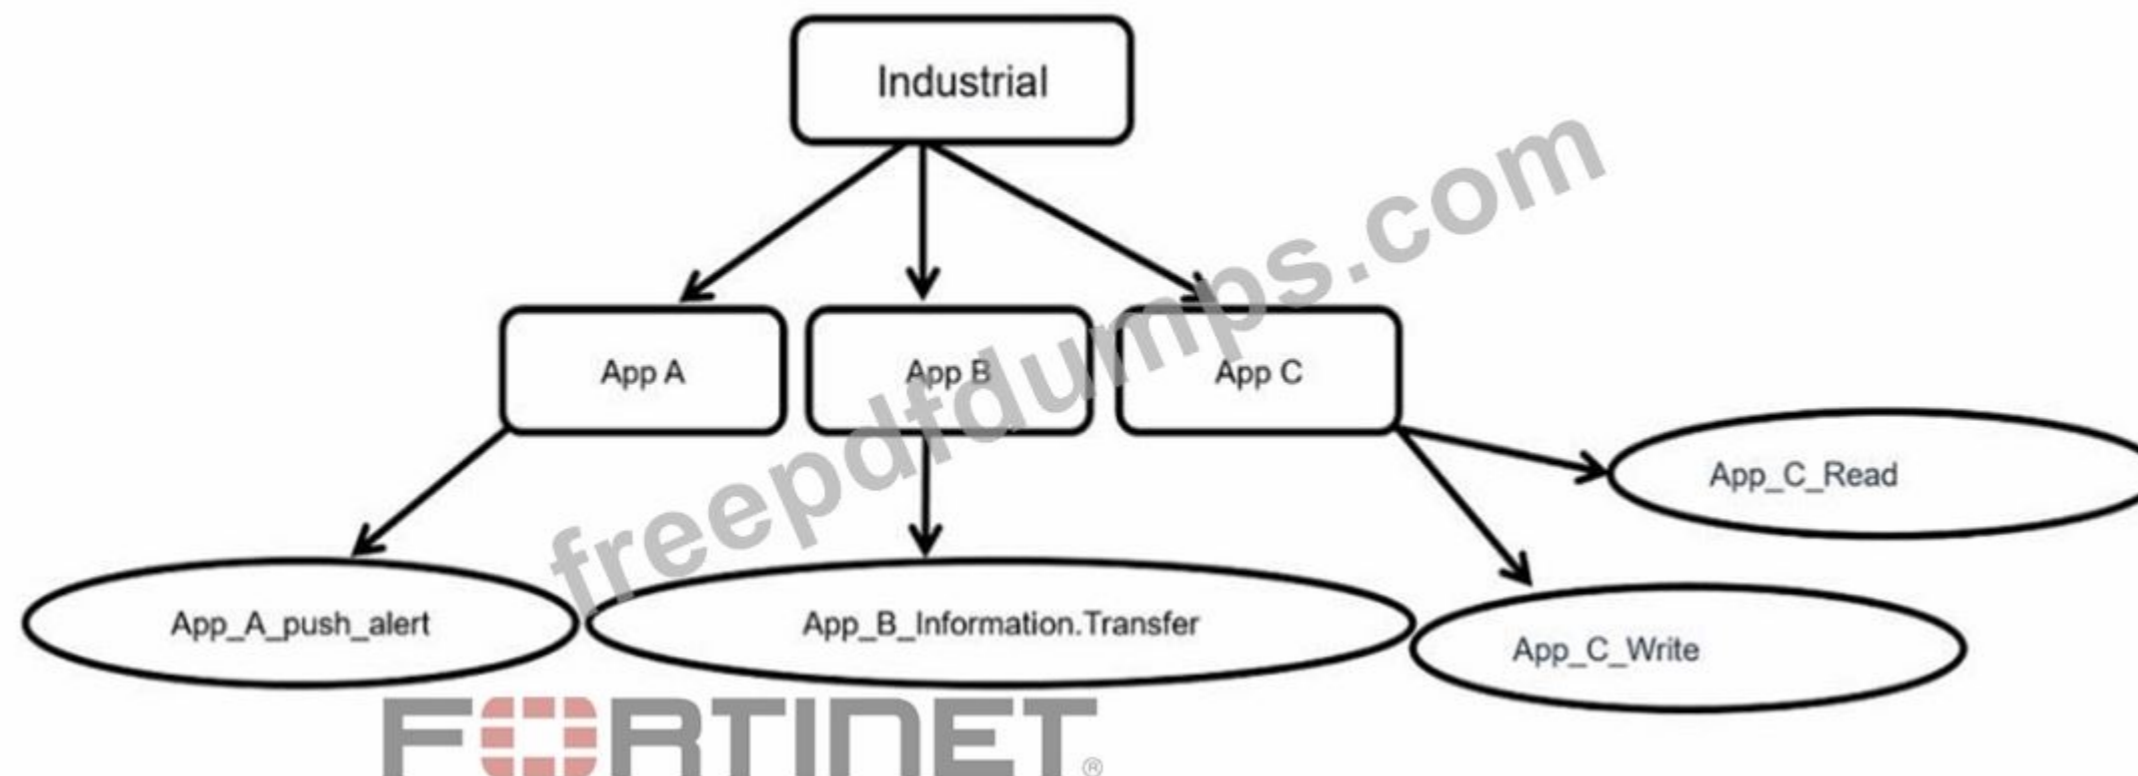 Industrial
App A
App B
App C
App_C_Read
App_A_push_alert
App_B_Information.Transfer
App_C_Write
freepdfdumps.com
FORTINET®